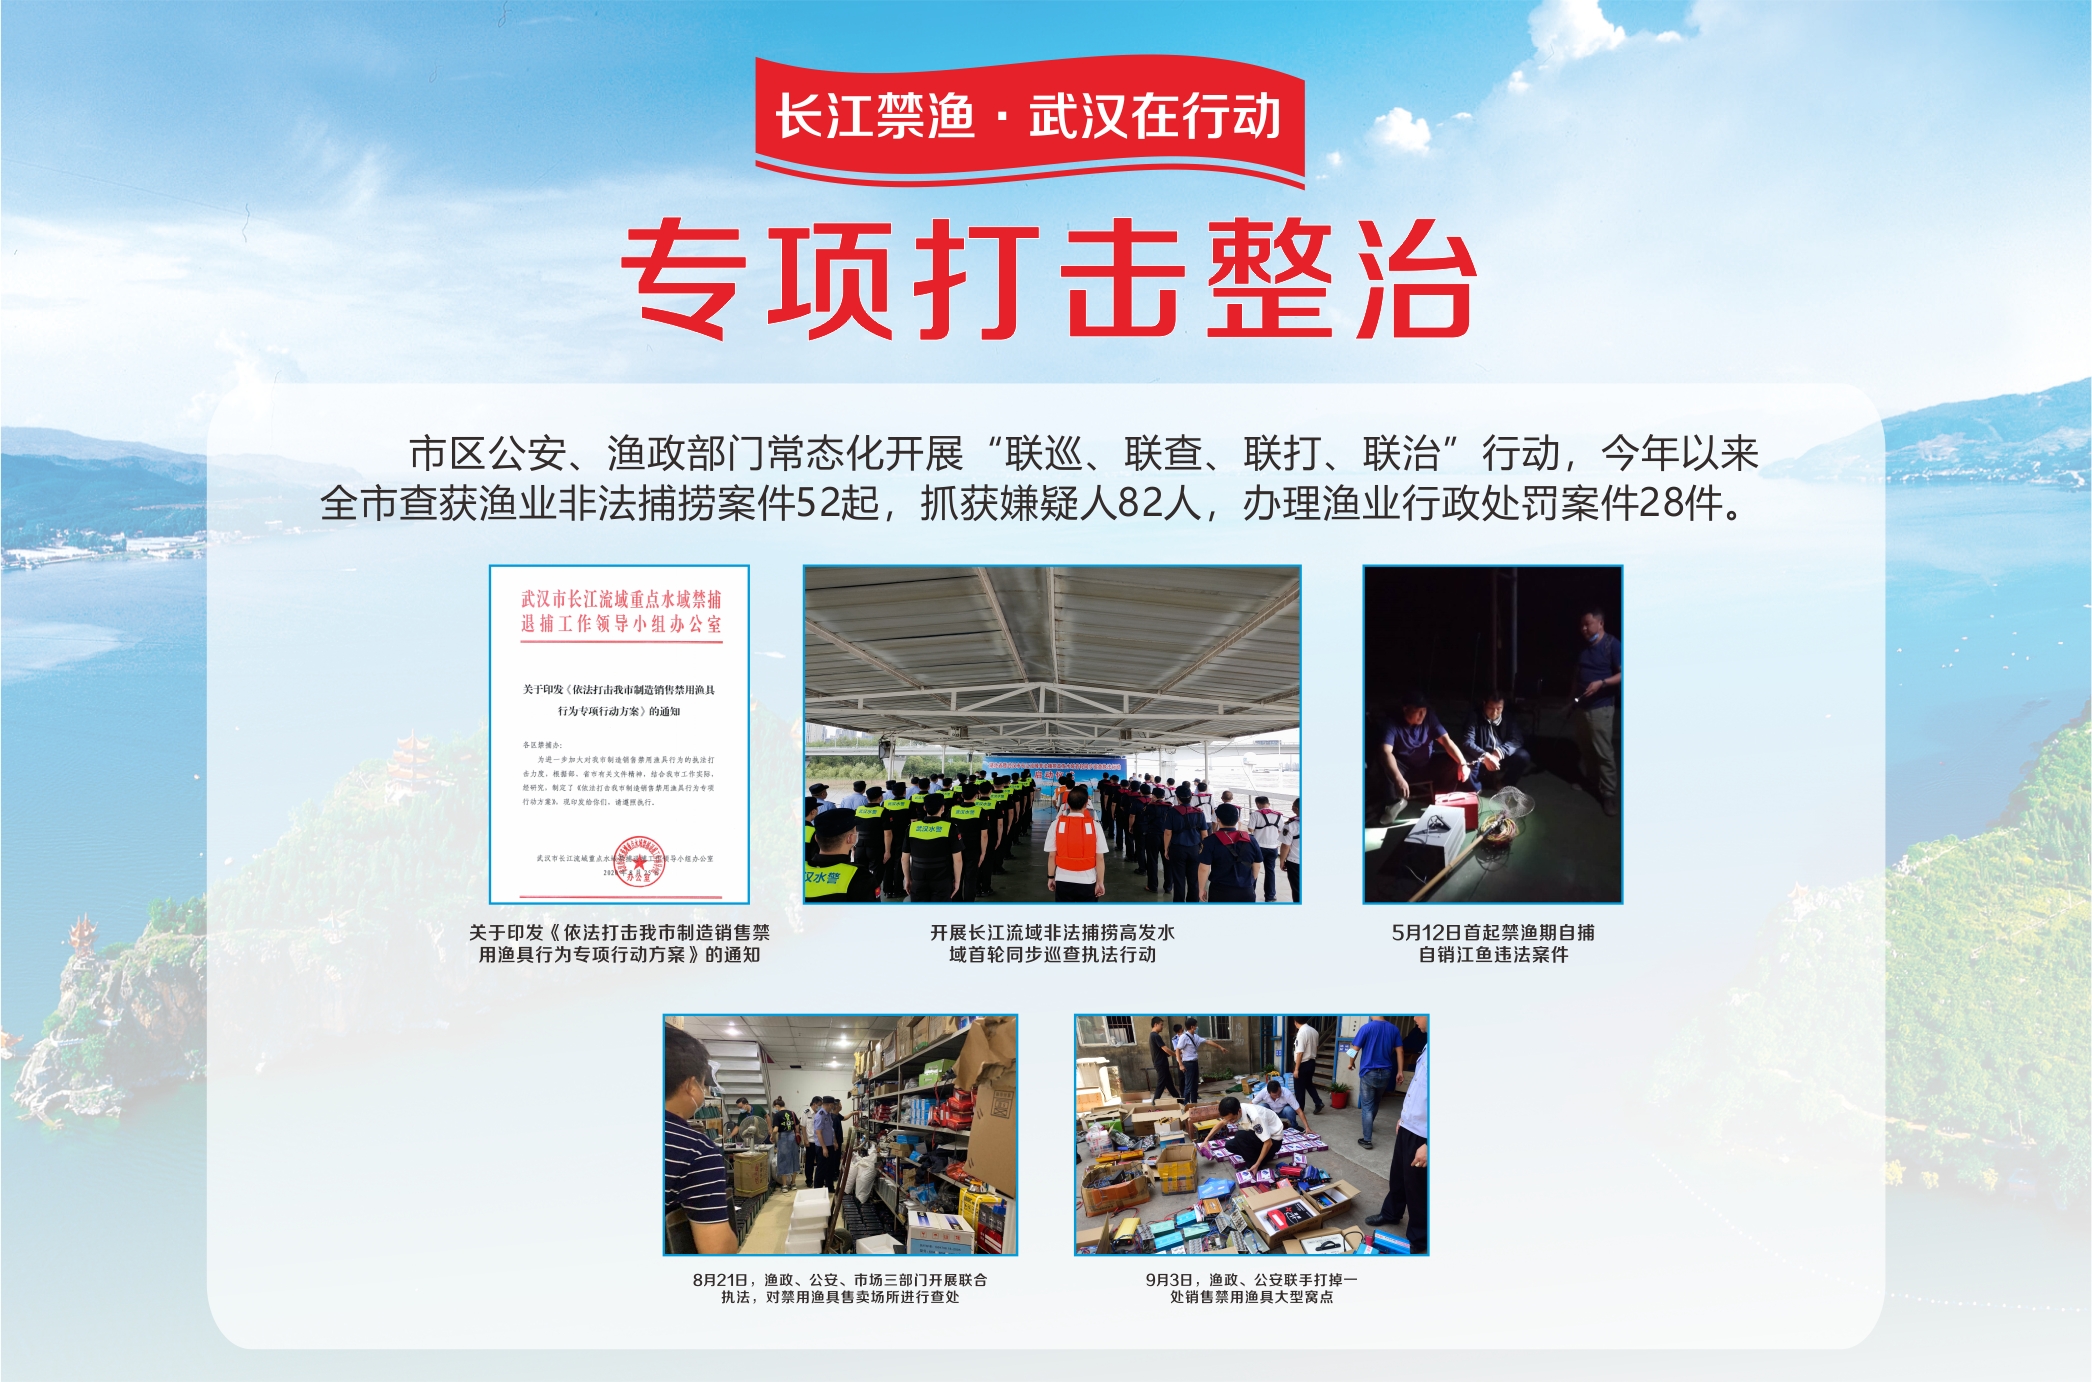 长江禁渔·武汉在行动
专项打击整治
市区公安、渔政部门常态化开展“联巡、联查、联打、联治”行动，今年以来
全市查获渔业非法捕捞案件52起，抓获嫌疑人82人，办理渔业行政处罚案件28件。
武汉市长江流域重点水域禁捕
退捕工作领导小组办公室
关于印发《依法打击我市制造销售禁用渔具
行为专项行动方案》的通知
各区禁捕办：
为进一步加大对我市制造销售禁用渔具行为的执法打
击力度，根据部、省市有关文件精神，结合我市工作实际，
经研究，制定了《依法打击我市制造销售禁用渔具行为专项
行动方案》，现印发给你们，请遵照执行。
武汉市长江流域重点水域禁捕退捕工作领导小组办公室
办公室
武汉水警
汉水警
启动仪式
关于印发《依法打击我市制造销售禁
用渔具行为专项行动方案》的通知
开展长江流域非法捕捞高发水
域首轮同步巡查执法行动
5月12日首起禁渔期自捕
自销江鱼违法案件
8月21日，渔政、公安、市场三部门开展联合
执法，对禁用渔具售卖场所进行查处
9月3日，渔政、公安联手打掉一
处销售禁用渔具大型窝点